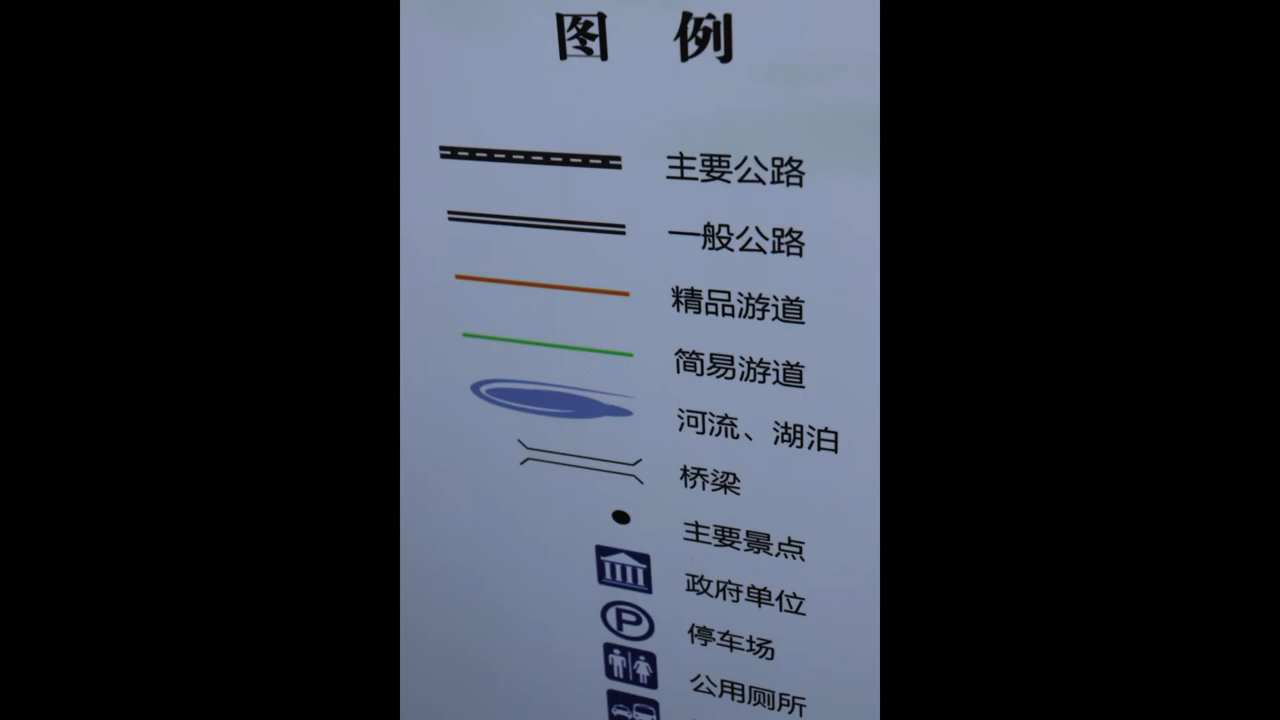 图 例
主要公路
一般公路
精品游道
简易游道
河流、湖泊
桥梁
主要景点
政府单位
P
停车场
公用厕所